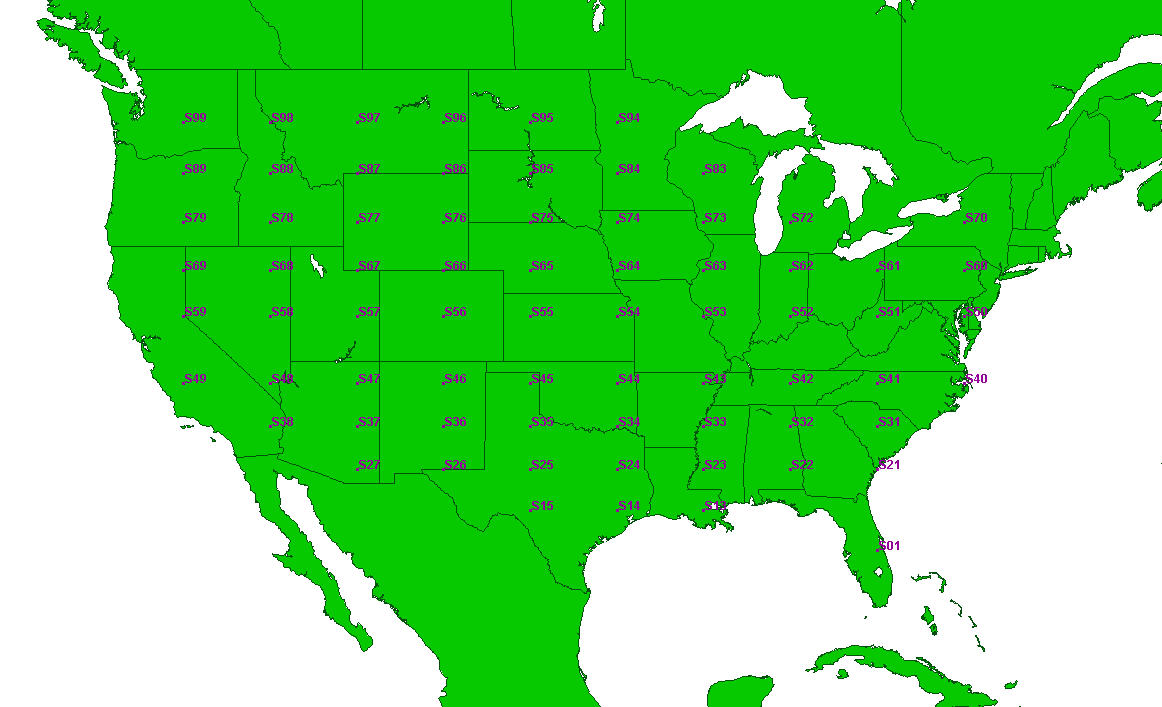 S99 S98 S97 S96 S95 S94
S89 S88 S87 S86 S85 S84 S83
S79 S78 S77 S76 S75 S74 S73 S72 S70
S69 S68 S67 S66 S65 S64 S63 S62 S61 S60
S59 S58 S57 S56 S55 S54 S53 S52 S51 S50
S49 S48 S47 S46 S45 S44 S43 S42 S41 S40
S38 S37 S36 S35 S34 S33 S32 S31
S27 S26 S25 S24 S23 S22 S21
S15 S14 S13
S01